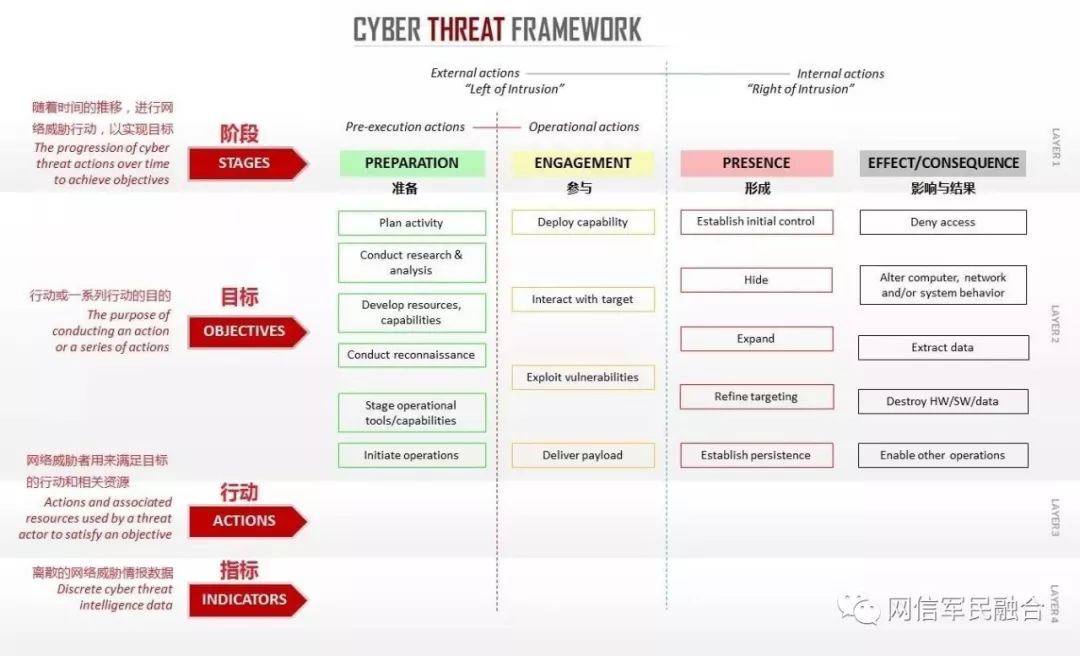 CYBER THREAT FRAMEWORK
External actions
"Left of Intrusion"
Internal actions
"Right of Intrusion"
Pre-execution actions
Operational actions
随着时间的推移，进行网
络威胁行动，以实现目标
The progression of cyber
threat actions over time
to achieve objectives
阶段
STAGES
PREPARATION
准备
ENGAGEMENT
参与
PRESENCE
形成
EFFECT/CONSEQUENCE
影响与结果
LAYER 1
行动或一系列行动的目的
The purpose of
conducting an action
or a series of actions
目标
OBJECTIVES
Plan activity
Conduct research &
analysis
Develop resources,
capabilities
Conduct reconnaissance
Stage operational
tools/capabilities
Initiate operations
Deploy capability
Interact with target
Exploit vulnerabilities
Deliver payload
Establish initial control
Hide
Expand
Refine targeting
Establish persistence
Deny access
Alter computer, network
and/or system behavior
Extract data
Destroy HW/SW/data
Enable other operations
LAYER 2
网络威胁者用来满足目标
的行动和相关资源
Actions and associated
resources used by a threat
actor to satisfy an objective
行动
ACTIONS
LAYER 3
离散的网络威胁情报数据
Discrete cyber threat
intelligence data
指标
INDICATORS
LAYER 4
网信军民融合